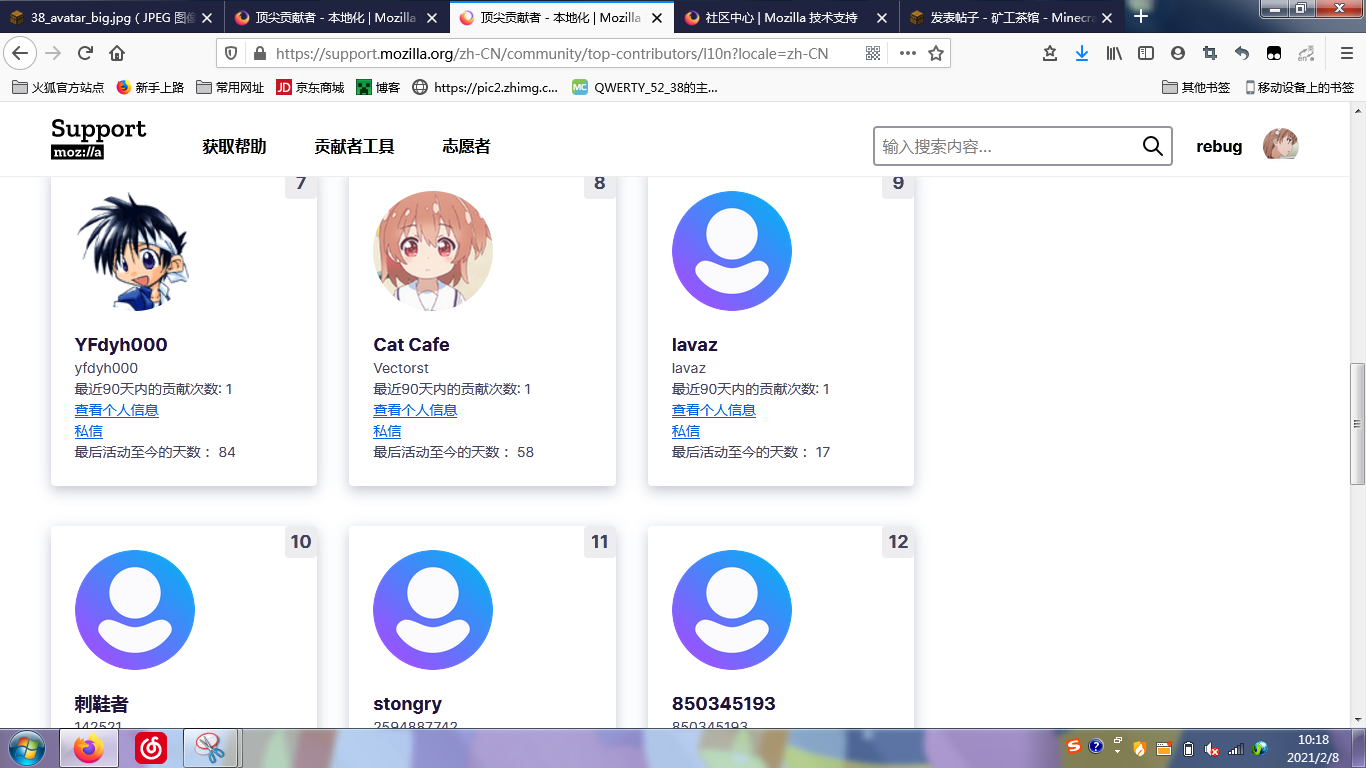 38_avatar_big.jpg ( JPEG 图像
顶尖贡献者 - 本地化 | Mozilla
顶尖贡献者 - 本地化 | Mozilla
社区中心 | Mozilla 技术支持
发表帖子 - 矿工茶馆 - Minecra
https://support.mozilla.org/zh-CN/community/top-contributors/l10n?locale=zh-CN
火狐官方站点
新手上路
常用网址
JD 京东商城
博客
https://pic2.zhimg.c...
MC QWERTY_52_38的主...
其他书签
移动设备上的书签
Support
moz://a
获取帮助
贡献者工具
志愿者
输入搜索内容...
rebug
7
YFdyh000
yfdyh000
最近90天内的贡献次数: 1
查看个人信息
私信
最后活动至今的天数： 84
8
Cat Cafe
Vectorst
最近90天内的贡献次数: 1
查看个人信息
私信
最后活动至今的天数： 58
9
lavaz
lavaz
最近90天内的贡献次数: 1
查看个人信息
私信
最后活动至今的天数： 17
10
刺鞋者
142521
11
stongry
2594887742
12
850345193
850345193
10:18
2021/2/8